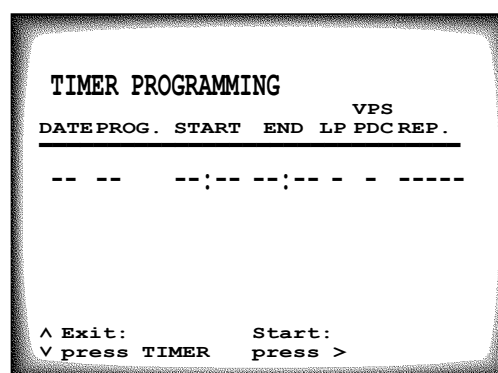 TIMER PROGRAMMING
VPS
DATE PROG. START END LP PDC REP.
-- -- --:-- --:-- - - -----
^ Exit: Start:
v press TIMER press >